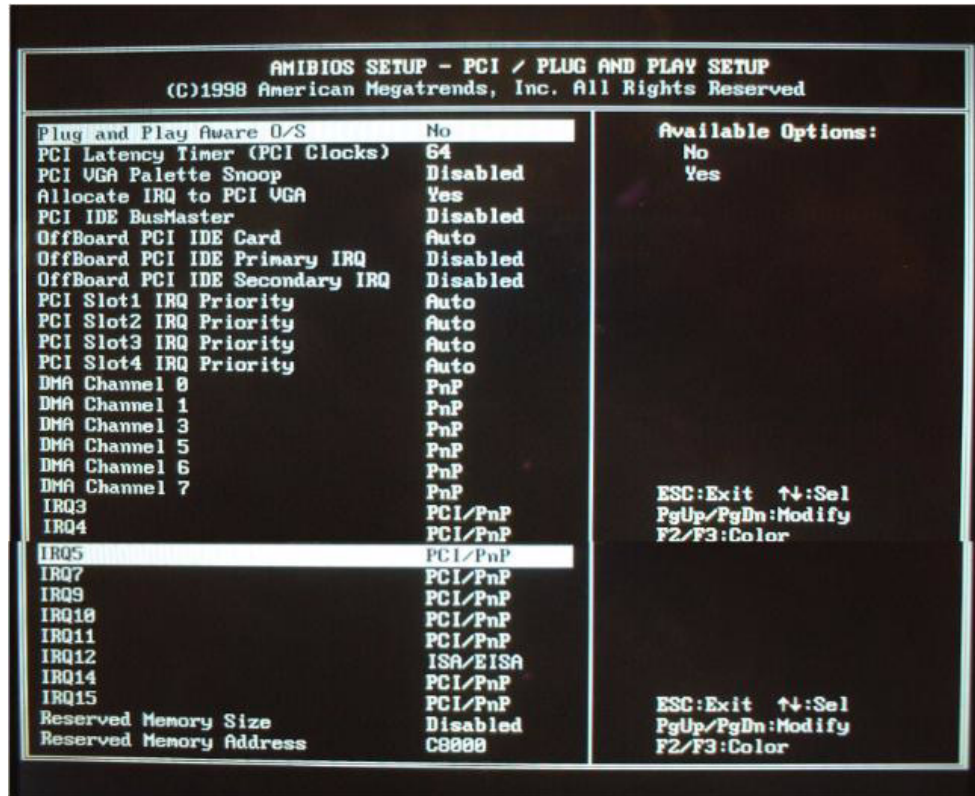 AMIBIOS SETUP - PCI / PLUG AND PLAY SETUP
(C)1998 American Megatrends, Inc. All Rights Reserved
Plug and Play Aware O/S No
PCI Latency Timer (PCI Clocks) 64
PCI VGA Palette Snoop Disabled
Allocate IRQ to PCI VGA Yes
PCI IDE BusMaster Disabled
OffBoard PCI IDE Card Auto
OffBoard PCI IDE Primary IRQ Disabled
OffBoard PCI IDE Secondary IRQ Disabled
PCI Slot1 IRQ Priority Auto
PCI Slot2 IRQ Priority Auto
PCI Slot3 IRQ Priority Auto
PCI Slot4 IRQ Priority Auto
DMA Channel 0 PnP
DMA Channel 1 PnP
DMA Channel 3 PnP
DMA Channel 5 PnP
DMA Channel 6 PnP
DMA Channel 7 PnP
IRQ3 PCI/PnP
IRQ4 PCI/PnP
Available Options:
No
Yes
ESC:Exit ↑↓:Sel
PgUp/PgDn:Modify
F2/F3:Color
IRQ5 PCI/PnP
IRQ7 PCI/PnP
IRQ9 PCI/PnP
IRQ10 PCI/PnP
IRQ11 PCI/PnP
IRQ12 ISA/EISA
IRQ14 PCI/PnP
IRQ15 PCI/PnP
Reserved Memory Size Disabled
Reserved Memory Address C8000
ESC:Exit ↑↓:Sel
PgUp/PgDn:Modify
F2/F3:Color